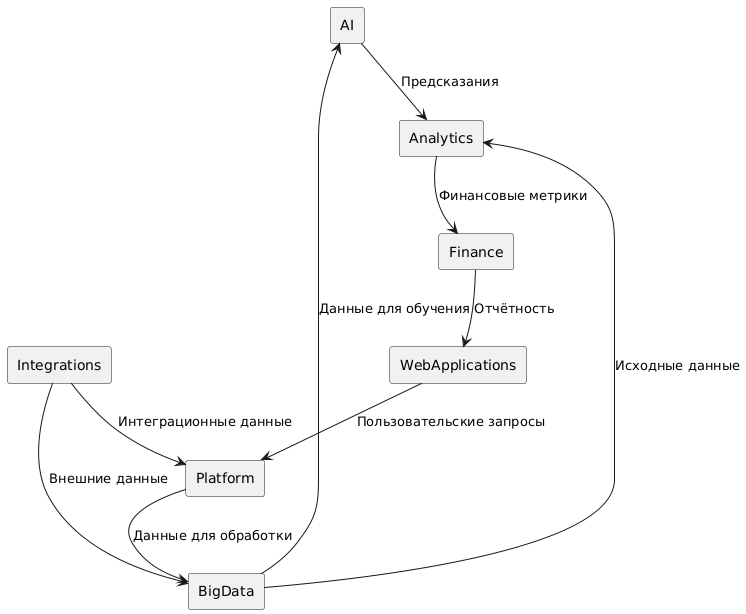 AI
Предсказания
Analytics
Финансовые метрики
Finance
Данные для обучения
Отчётность
Integrations
WebApplications
Исходные данные
Интеграционные данные
Пользовательские запросы
Внешние данные
Platform
Данные для обработки
BigData